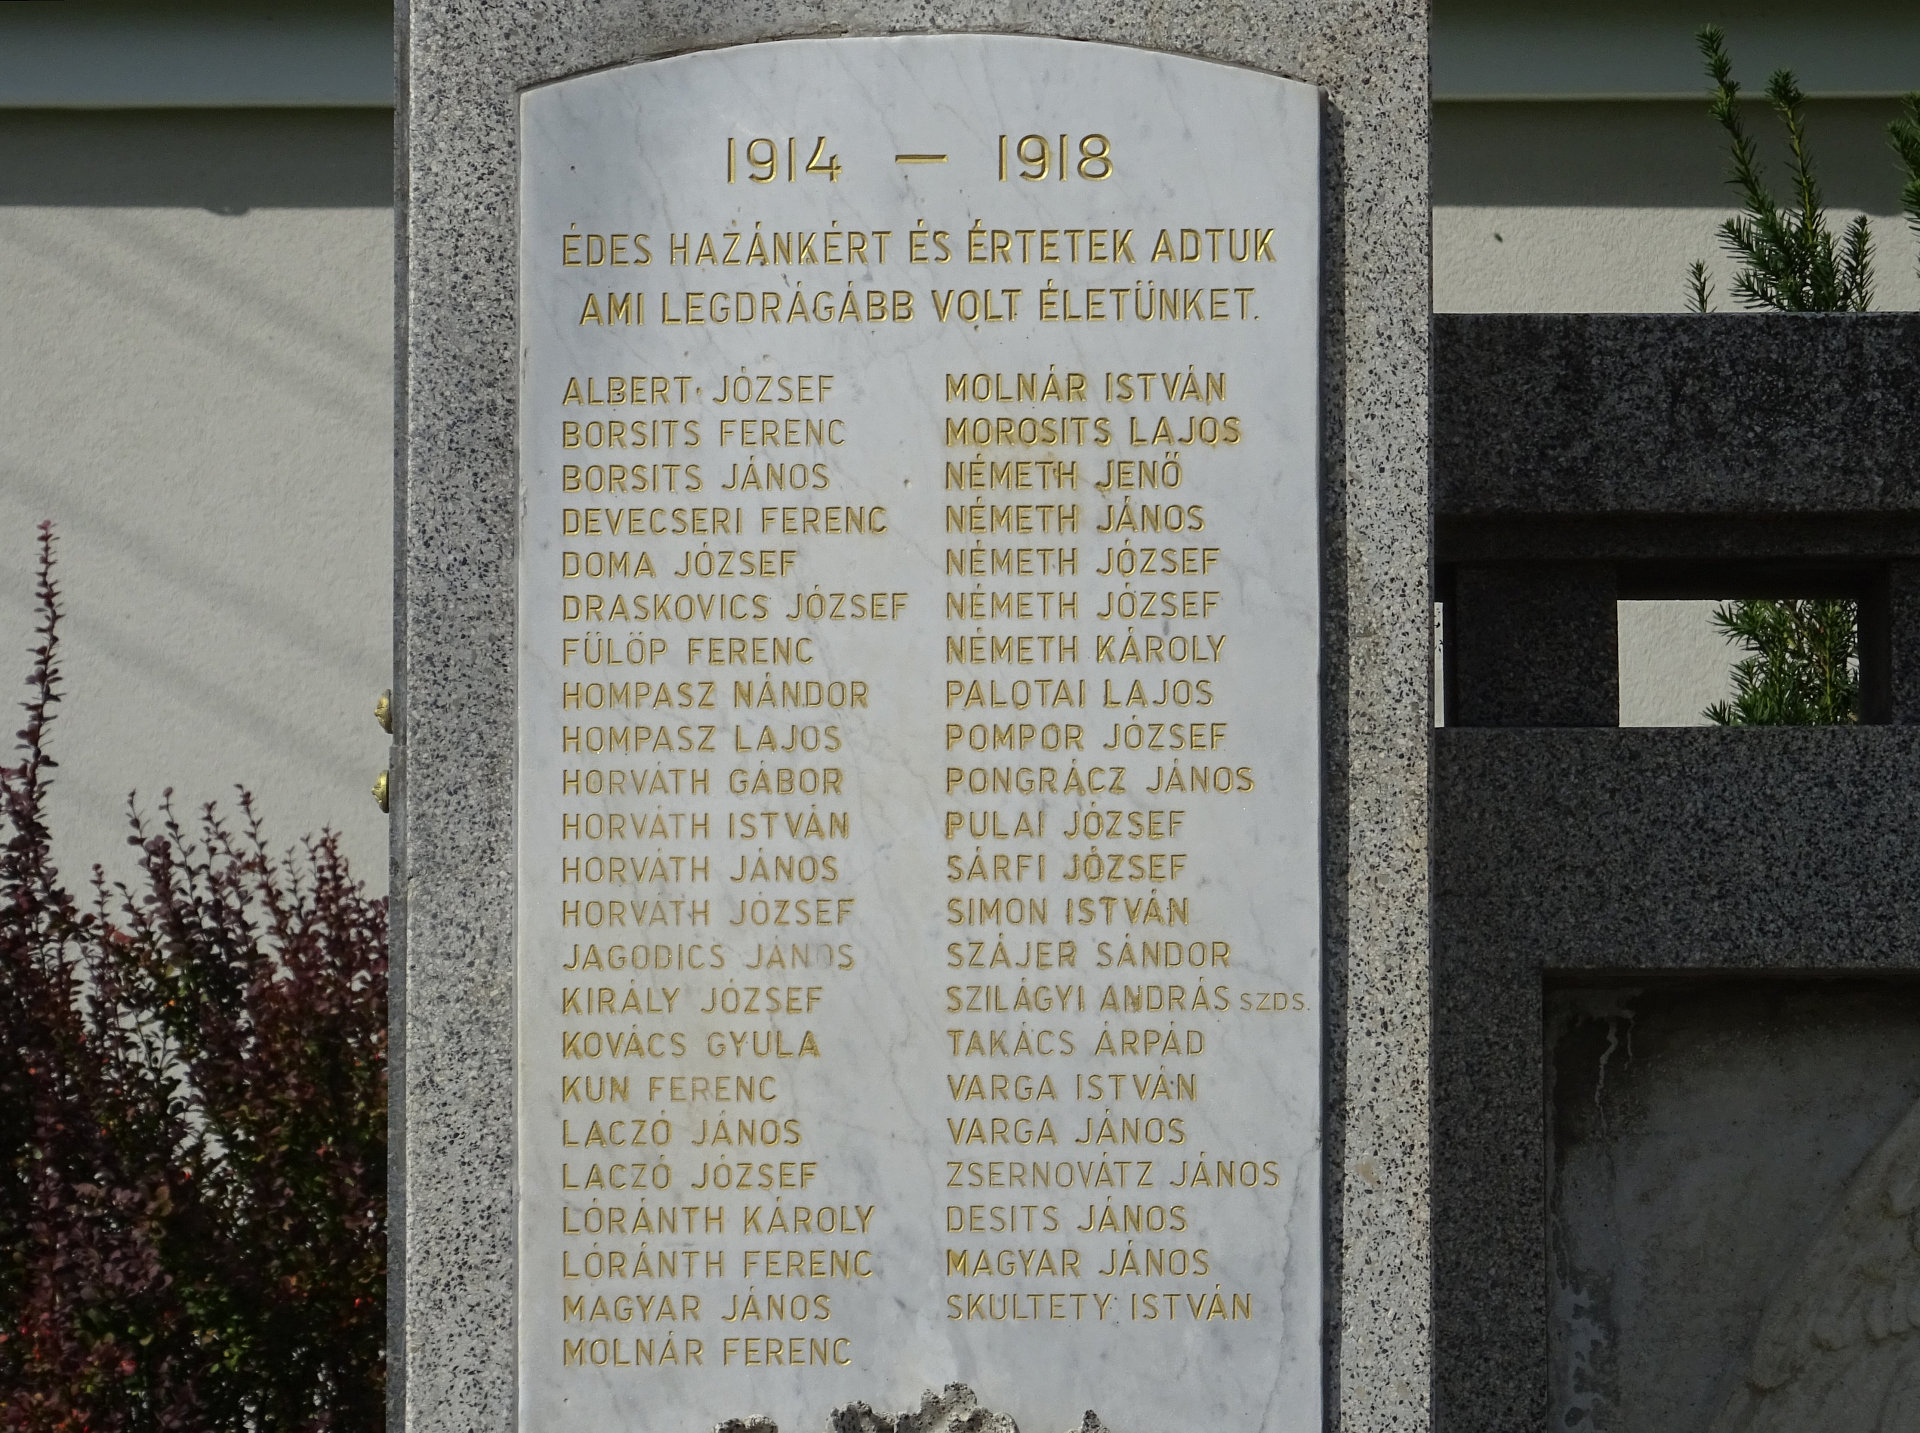 1914 — 1918
ÉDES HAZÁNKÉRT ÉS ÉRTETEK ADTUK
AMI LEGDRÁGÁBB VOLT ÉLETÜNKET.
ALBERT JÓZSEF
BORSITS FERENC
BORSITS JÁNOS
DEVECSERI FERENC
DOMA JÓZSEF
DRASKOVICS JÓZSEF
FÜLÖP FERENC
HOMPASZ NÁNDOR
HOMPASZ LAJOS
HORVÁTH GÁBOR
HORVÁTH ISTVÁN
HORVÁTH JÁNOS
HORVÁTH JÓZSEF
JAGODICS JÁNOS
KIRÁLY JÓZSEF
KOVÁCS GYULA
KUN FERENC
LACZÓ JÁNOS
LACZÓ JÓZSEF
LÓRÁNTH KÁROLY
LÓRÁNTH FERENC
MAGYAR JÁNOS
MOLNÁR FERENC
MOLNÁR ISTVÁN
MOROSITS LAJOS
NÉMETH JENŐ
NÉMETH JÁNOS
NÉMETH JÓZSEF
NÉMETH JÓZSEF
NÉMETH KÁROLY
PALOTAI LAJOS
POMPOR JÓZSEF
PONGRÁCZ JÁNOS
PULAI JÓZSEF
SÁRFI JÓZSEF
SIMON ISTVÁN
SZÁJER SÁNDOR
SZILÁGYI ANDRÁS SZDS.
TAKÁCS ÁRPÁD
VARGA ISTVÁN
VARGA JÁNOS
ZSERNOVÁTZ JÁNOS
DESITS JÁNOS
MAGYAR JÁNOS
SKULTETY ISTVÁN